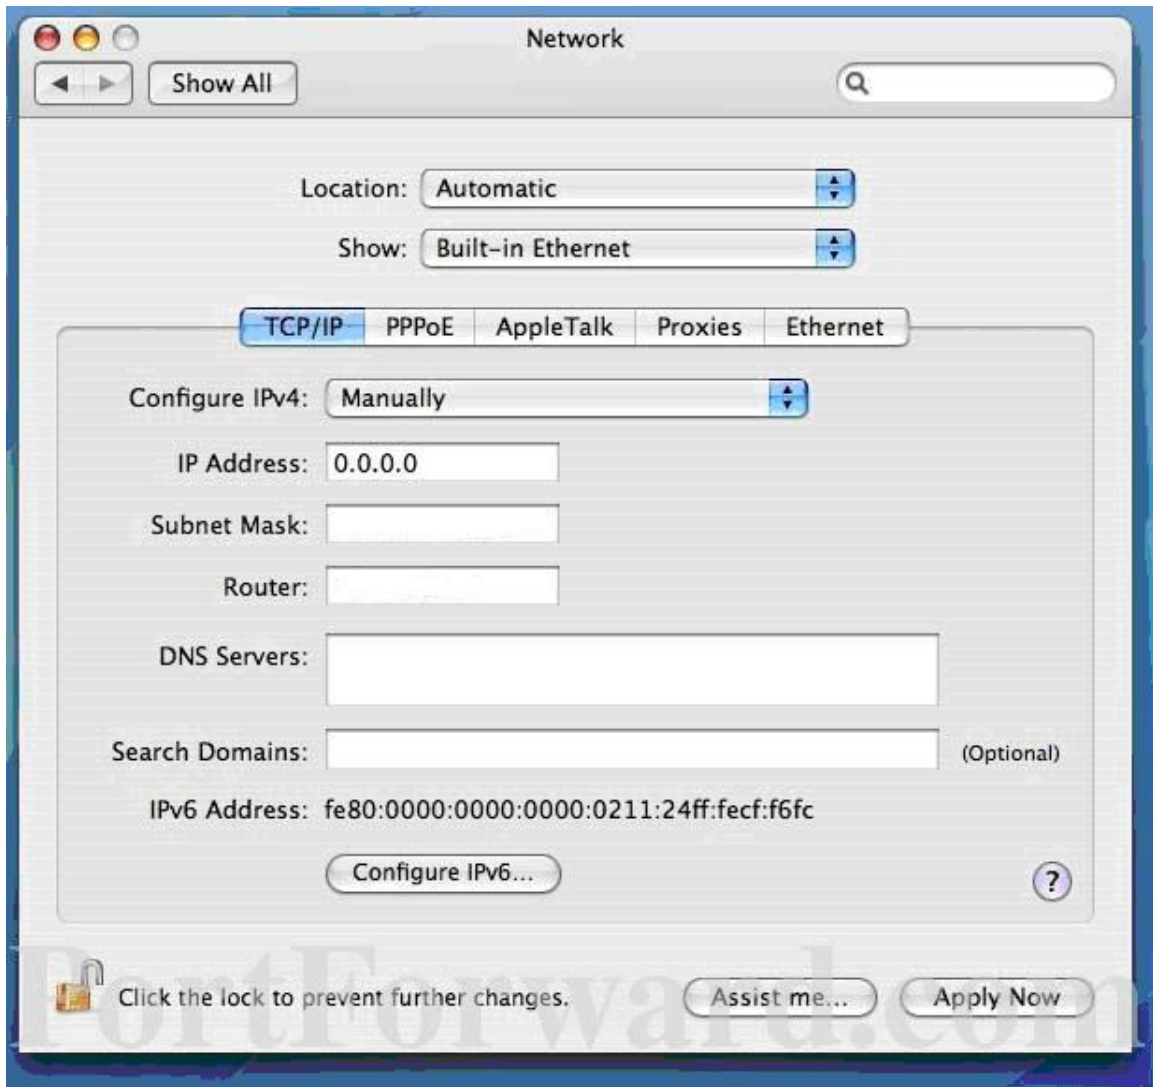 Network
Show All
Location: Automatic
Show: Built-in Ethernet
TCP/IP PPPoE AppleTalk Proxies Ethernet
Configure IPv4: Manually
IP Address: 0.0.0.0
Subnet Mask:
Router:
DNS Servers:
Search Domains: (Optional)
IPv6 Address: fe80:0000:0000:0000:0211:24ff:fecf:f6fc
Configure IPv6...
?
Click the lock to prevent further changes. Assist me... Apply Now
PortForward.com